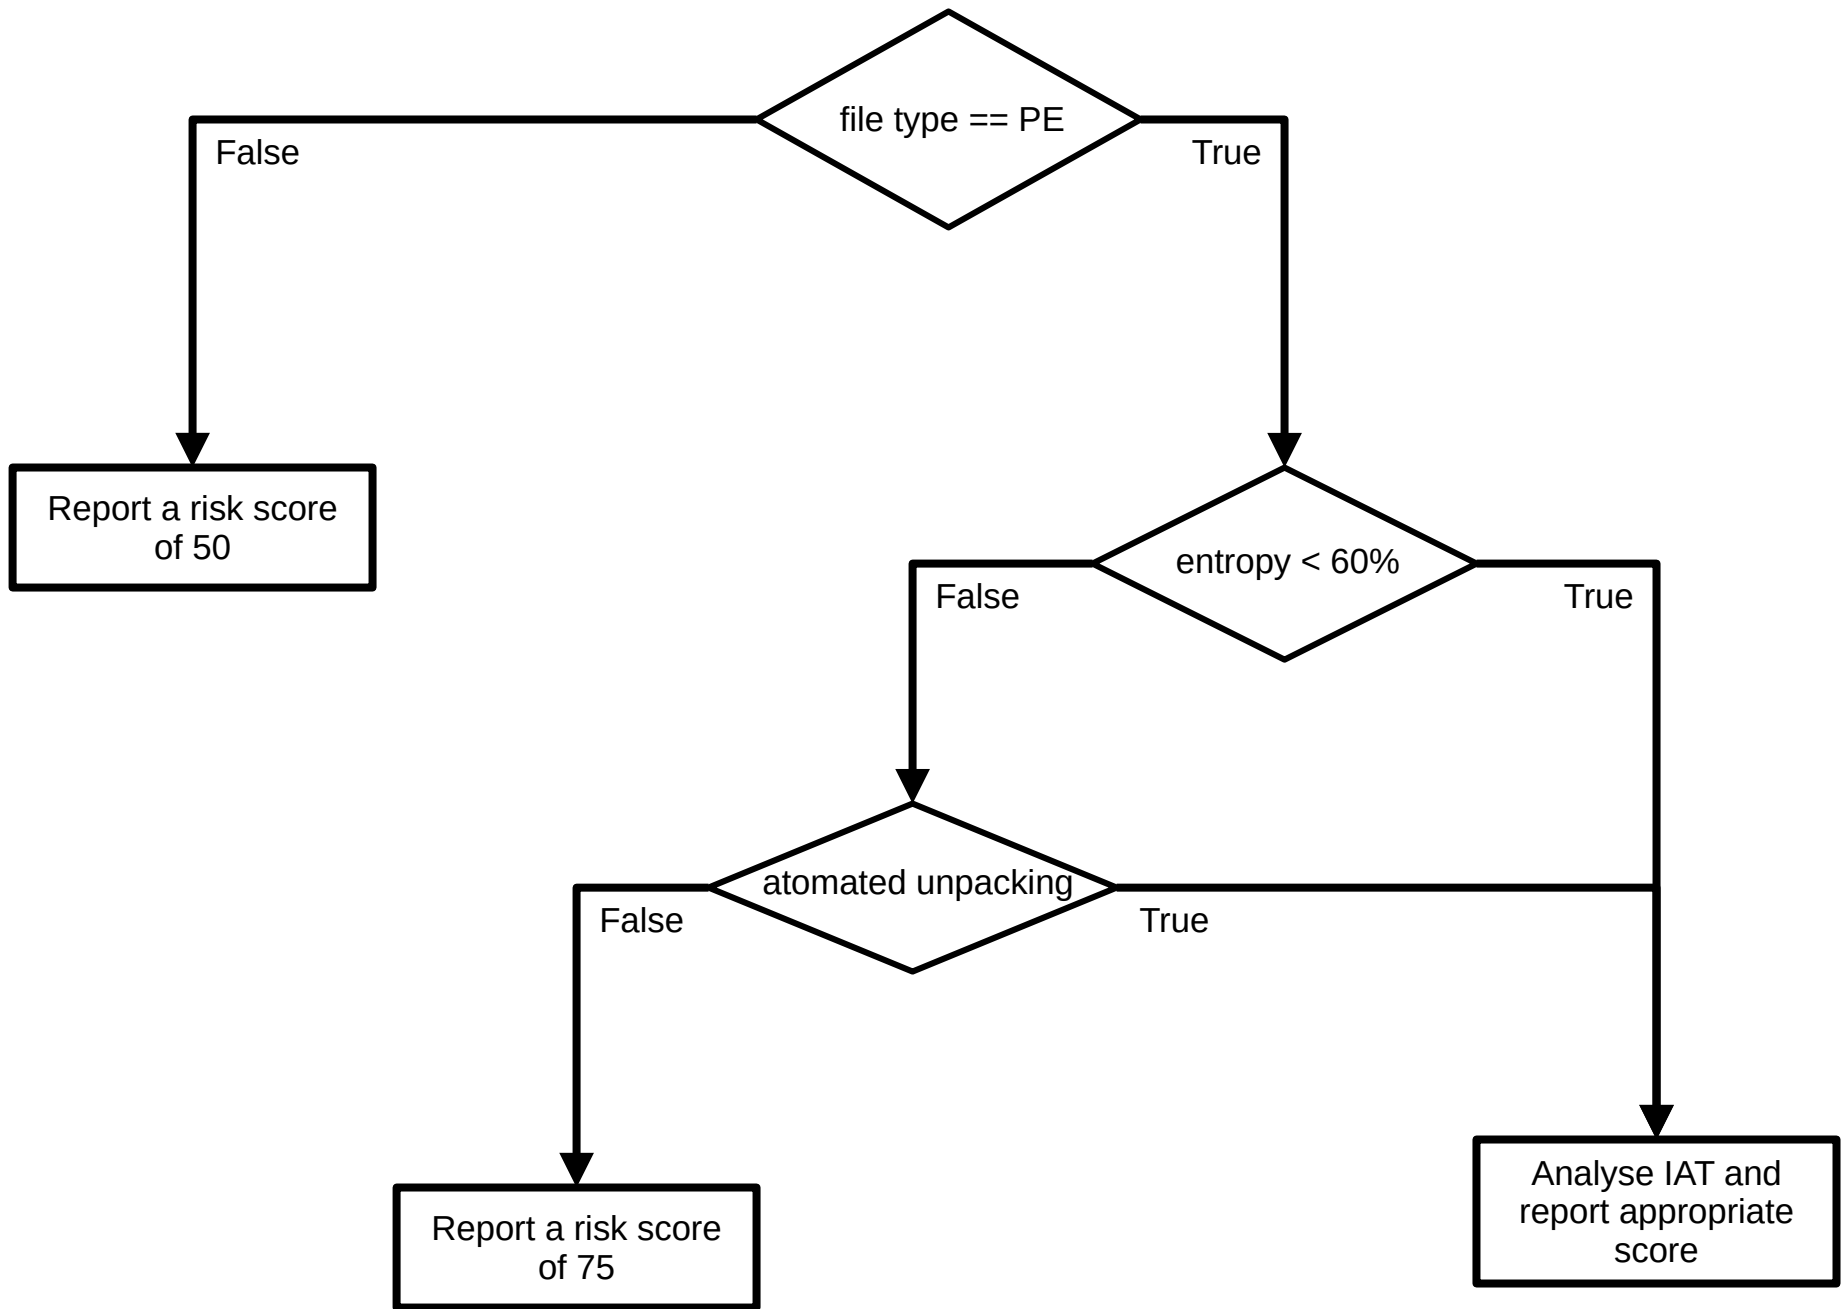 file type == PE
False
True
Report a risk score
of 50
entropy < 60%
False
True
atomated unpacking
False
True
Report a risk score
of 75
Analyse IAT and
report appropriate
score